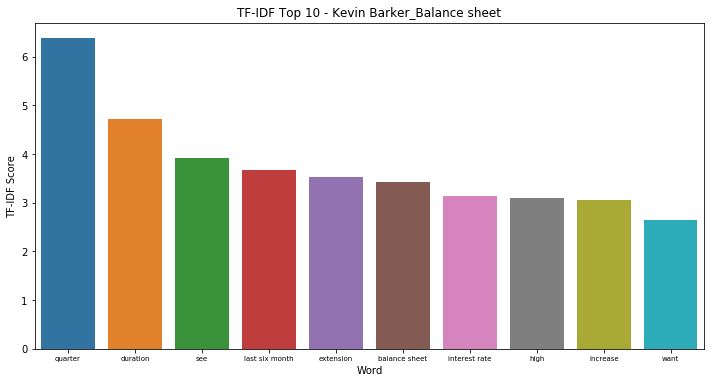 TF-IDF Top 10 - Kevin Barker_Balance sheet
TF-IDF Score
6
5
4
3
2
1
0
quarter duration see last six month extension balance sheet interest rate high increase want
Word